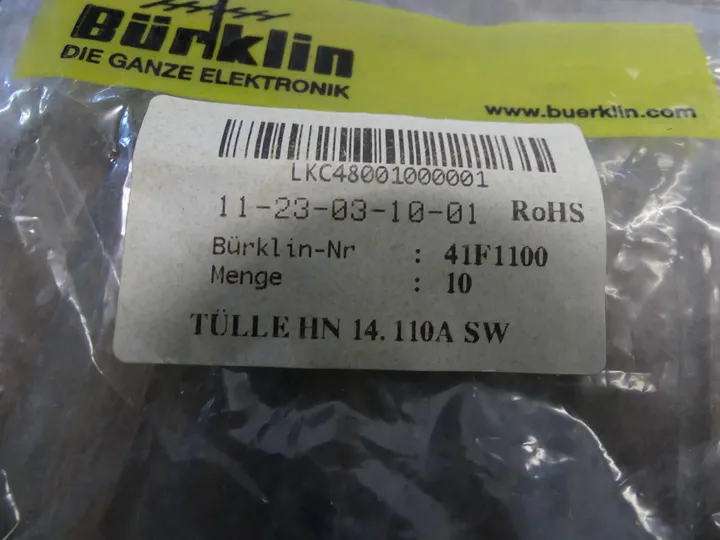 Bürklin
DIE GANZE ELEKTRONIK
www.buerklin.com
LKC48001000001
11-23-03-10-01 RoHS
Bürklin-Nr : 41F1100
Menge : 10
TÜLLE HN 14.110A SW